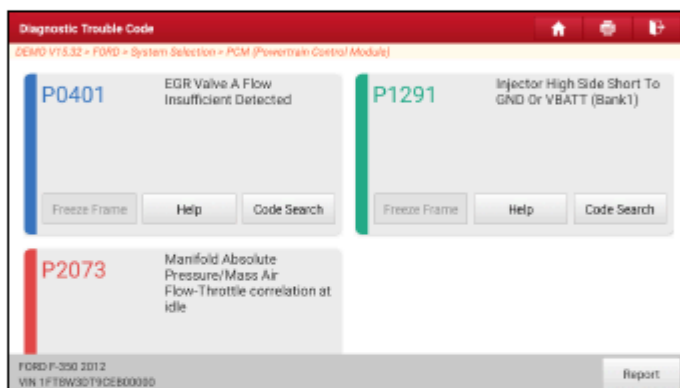 Diagnostic Trouble Code
DEMO V15.32 > FORD > System Selection > PCM (Powertrain Control Module)
P0401
EGR Valve A Flow
Insufficient Detected
Freeze Frame
Help
Code Search
P1291
Injector High Side Short To
GND Or VBATT (Bank1)
Freeze Frame
Help
Code Search
P2073
Manifold Absolute
Pressure/Mass Air
Flow-Throttle correlation at
idle
FORD F-350 2012
VIN 1FT8W3DT9CEB00000
Report